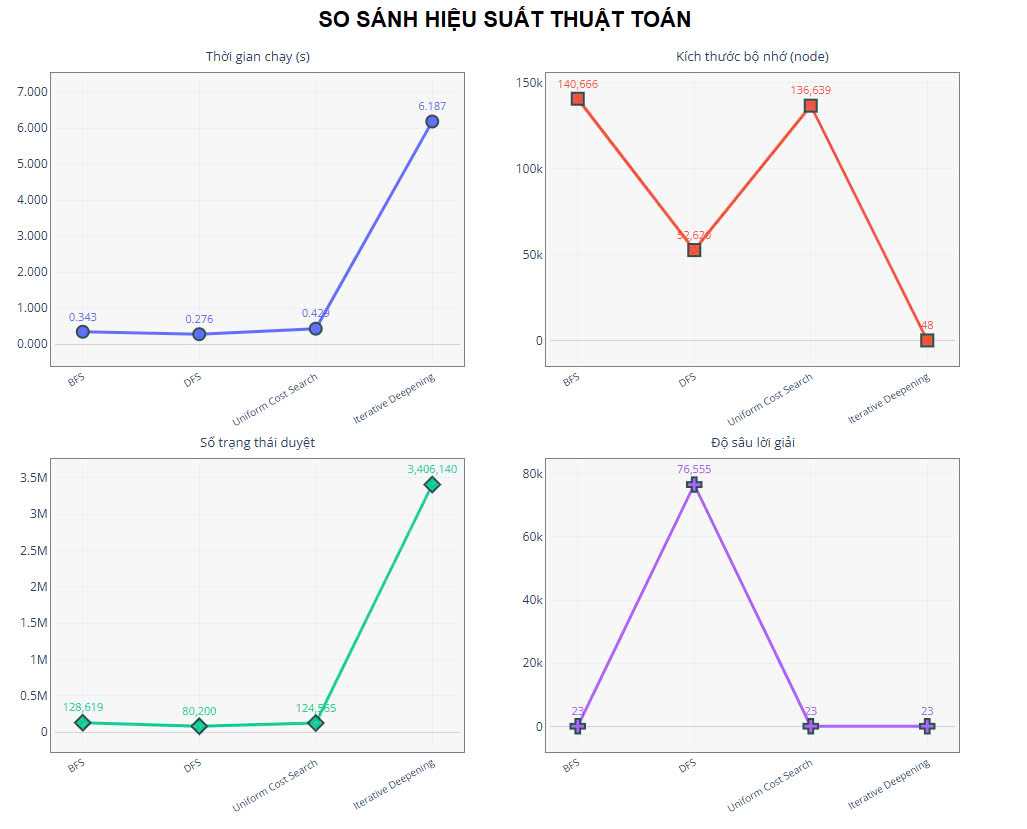 SO SÁNH HIỆU SUẤT THUẬT TOÁN
Thời gian chạy (s)
7.000
6.000
5.000
4.000
3.000
2.000
1.000
0.000
0.343
0.276
0.429
6.187
BFS
DFS
Uniform Cost Search
Iterative Deepening
Kích thước bộ nhớ (node)
150k
100k
50k
0
140,666
52,620
136,639
48
BFS
DFS
Uniform Cost Search
Iterative Deepening
Số trạng thái duyệt
3.5M
3M
2.5M
2M
1.5M
1M
0.5M
0
128,619
80,200
124,565
3,406,140
BFS
DFS
Uniform Cost Search
Iterative Deepening
Độ sâu lời giải
80k
60k
40k
20k
0
23
76,555
23
23
BFS
DFS
Uniform Cost Search
Iterative Deepening